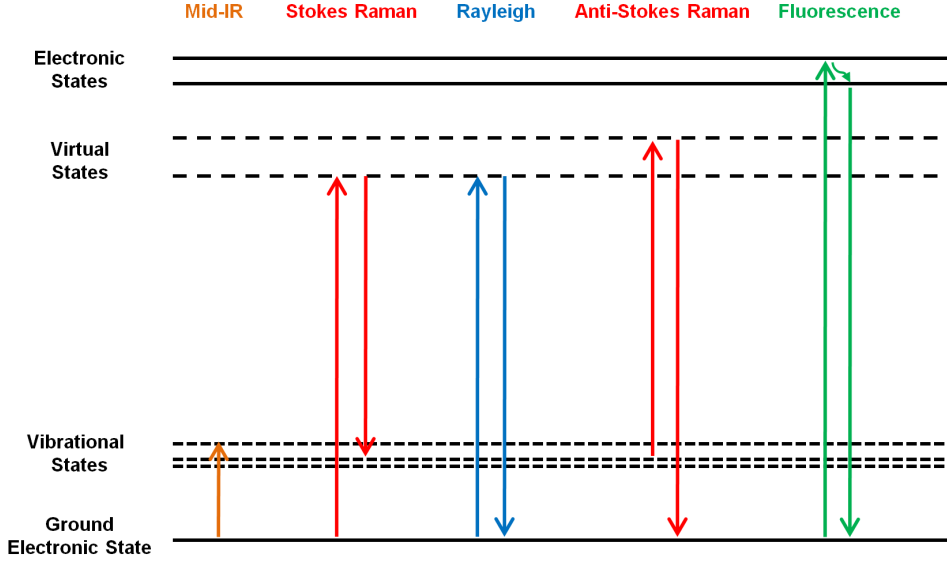 Mid-IR Stokes Raman Rayleigh Anti-Stokes Raman Fluorescence
Electronic
States
Virtual
States
Vibrational
States
Ground
Electronic State